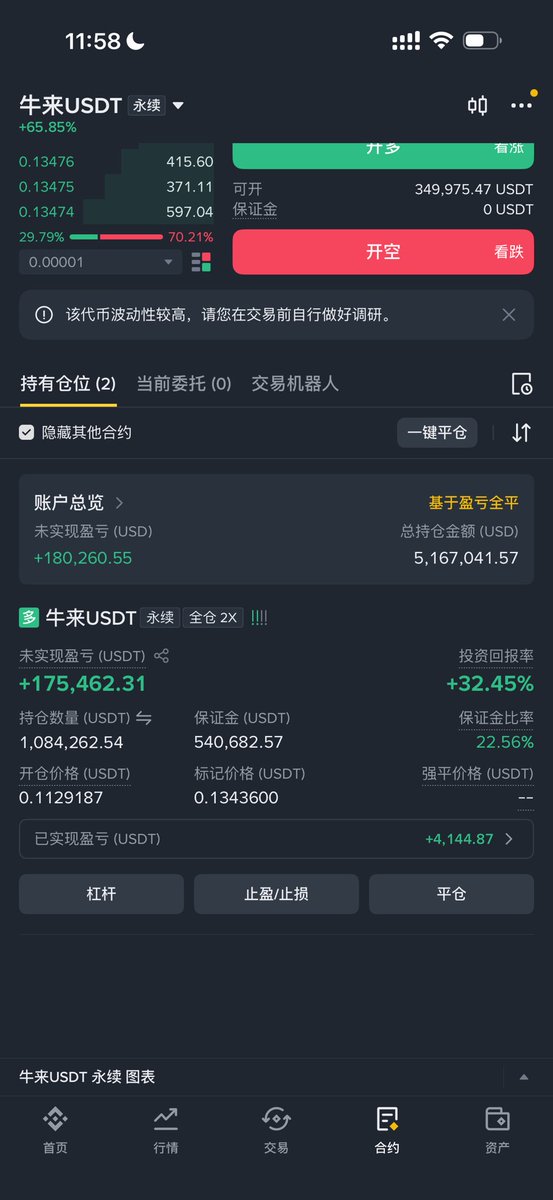 11:58
牛来USDT 永续
+65.85%
0.13476 415.60
0.13475 371.11
0.13474 597.04
29.79% 70.21%
0.00001
开多 看涨
可开 349,975.47 USDT
保证金 0 USDT
开空 看跌
该代币波动性较高，请您在交易前自行做好调研。
持有仓位 (2) 当前委托 (0) 交易机器人
隐藏其他合约 一键平仓
账户总览 基于盈亏全平
未实现盈亏 (USD) 总持仓金额 (USD)
+180,260.55 5,167,041.57
多 牛来USDT 永续 全仓 2X !!!!
未实现盈亏 (USDT) 投资回报率
+175,462.31 +32.45%
持仓数量 (USDT) 保证金 (USDT) 保证金比率
1,084,262.54 540,682.57 22.56%
开仓价格 (USDT) 标记价格 (USDT) 强平价格 (USDT)
0.1129187 0.1343600 --
已实现盈亏 (USDT) +4,144.87
杠杆 止盈/止损 平仓
牛来USDT 永续 图表
首页 行情 交易 合约 资产